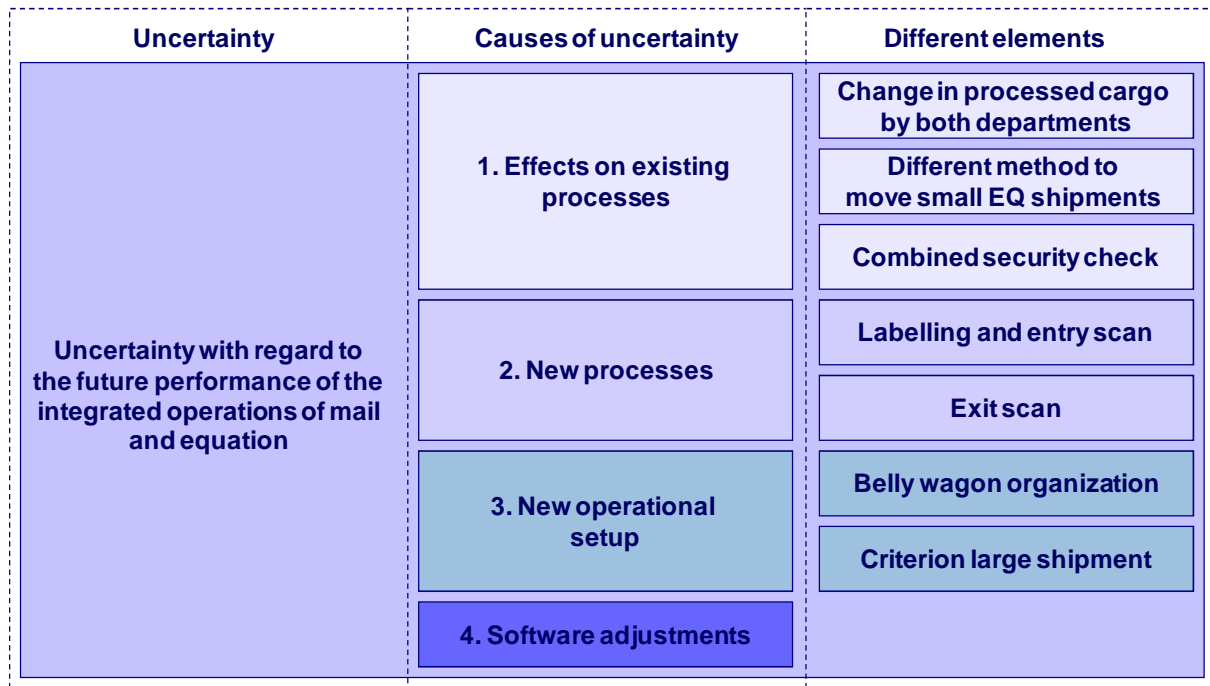 Uncertainty
Causes of uncertainty
Different elements
Uncertainty with regard to
the future performance of the
integrated operations of mail
and equation
1. Effects on existing
processes
Change in processed cargo
by both departments
Different method to
move small EQ shipments
Combined security check
2. New processes
Labelling and entry scan
Exit scan
3. New operational
setup
Belly wagon organization
Criterion large shipment
4. Software adjustments